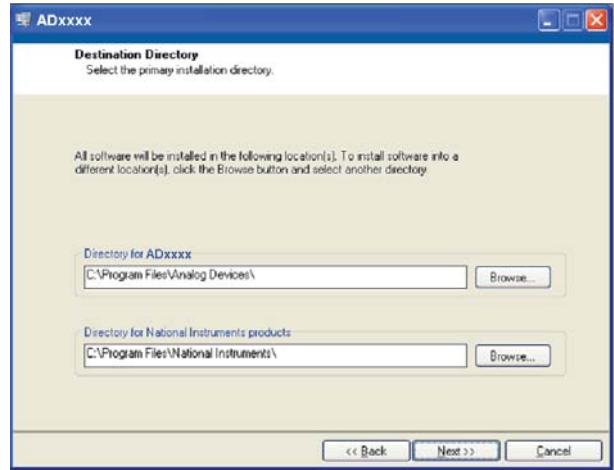 ADxxxx
Destination Directory
Select the primary installation directory.
All software will be installed in the following location(s). To install software into a
different location(s), click the Browse button and select another directory.
Directory for ADxxxx
C:\Program Files\Analog Devices\
Browse...
Directory for National Instruments products
C:\Program Files\National Instruments\
Browse...
<< Back
Next >>
Cancel